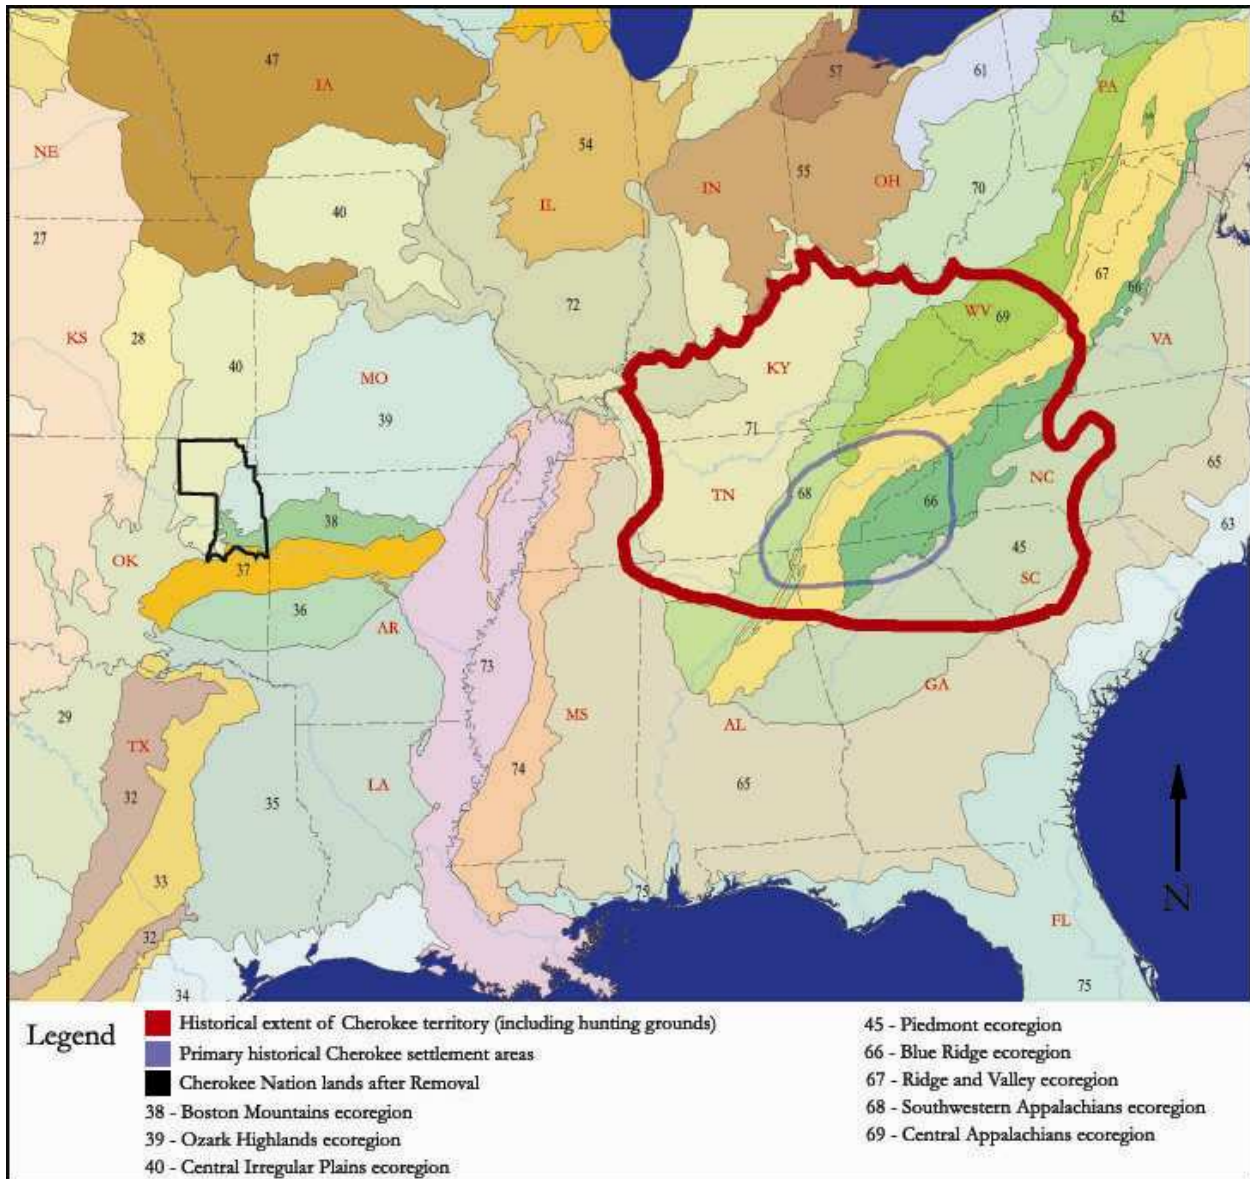 62
47
57
61
IA
PA
54
NE
IN
55
OH
70
40
IL
27
67
66
72
28
WV
69
KS
VA
40
KY
MO
39
71
65
NC
TN
68
66
63
38
OK
37
45
SC
36
AR
73
GA
29
MS
AL
TX
74
32
LA
65
35
33
75
N
FL
32
34
75
Legend
Historical extent of Cherokee territory (including hunting grounds)
Primary historical Cherokee settlement areas
Cherokee Nation lands after Removal
38 - Boston Mountains ecoregion
39 - Ozark Highlands ecoregion
40 - Central Irregular Plains ecoregion
45 - Piedmont ecoregion
66 - Blue Ridge ecoregion
67 - Ridge and Valley ecoregion
68 - Southwestern Appalachians ecoregion
69 - Central Appalachians ecoregion